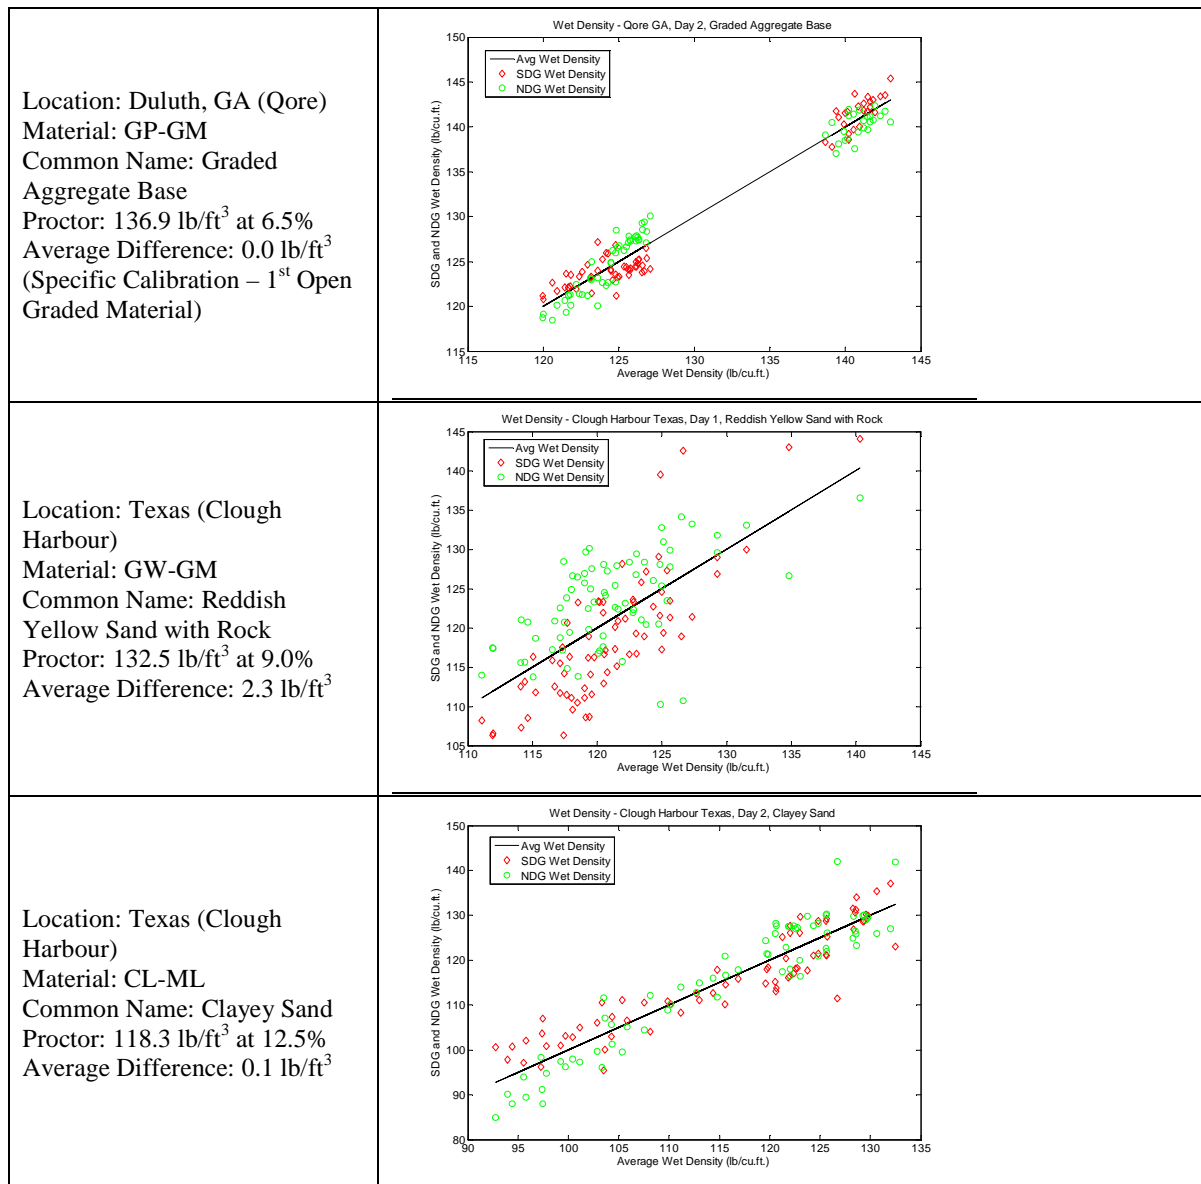 Location: Duluth, GA (Qore)
Material: GP-GM
Common Name: Graded
Aggregate Base
Proctor: 136.9 lb/ft³ at 6.5%
Average Difference: 0.0 lb/ft³
(Specific Calibration – 1st Open
Graded Material)
Wet Density - Qore GA, Day 2, Graded Aggregate Base
Avg Wet Density
SDG Wet Density
NDG Wet Density
SDG and NDG Wet Density (lb/cu.ft.)
150
145
140
135
130
125
120
115
115 120 125 130 135 140 145
Average Wet Density (lb/cu.ft.)
Location: Texas (Clough
Harbour)
Material: GW-GM
Common Name: Reddish
Yellow Sand with Rock
Proctor: 132.5 lb/ft³ at 9.0%
Average Difference: 2.3 lb/ft³
Wet Density - Clough Harbour Texas, Day 1, Reddish Yellow Sand with Rock
Avg Wet Density
SDG Wet Density
NDG Wet Density
SDG and NDG Wet Density (lb/cu.ft.)
145
140
135
130
125
120
115
110
105
110 115 120 125 130 135 140 145
Average Wet Density (lb/cu.ft.)
Location: Texas (Clough
Harbour)
Material: CL-ML
Common Name: Clayey Sand
Proctor: 118.3 lb/ft³ at 12.5%
Average Difference: 0.1 lb/ft³
Wet Density - Clough Harbour Texas, Day 2, Clayey Sand
Avg Wet Density
SDG Wet Density
NDG Wet Density
SDG and NDG Wet Density (lb/cu.ft.)
150
140
130
120
110
100
90
80
90 95 100 105 110 115 120 125 130 135
Average Wet Density (lb/cu.ft.)